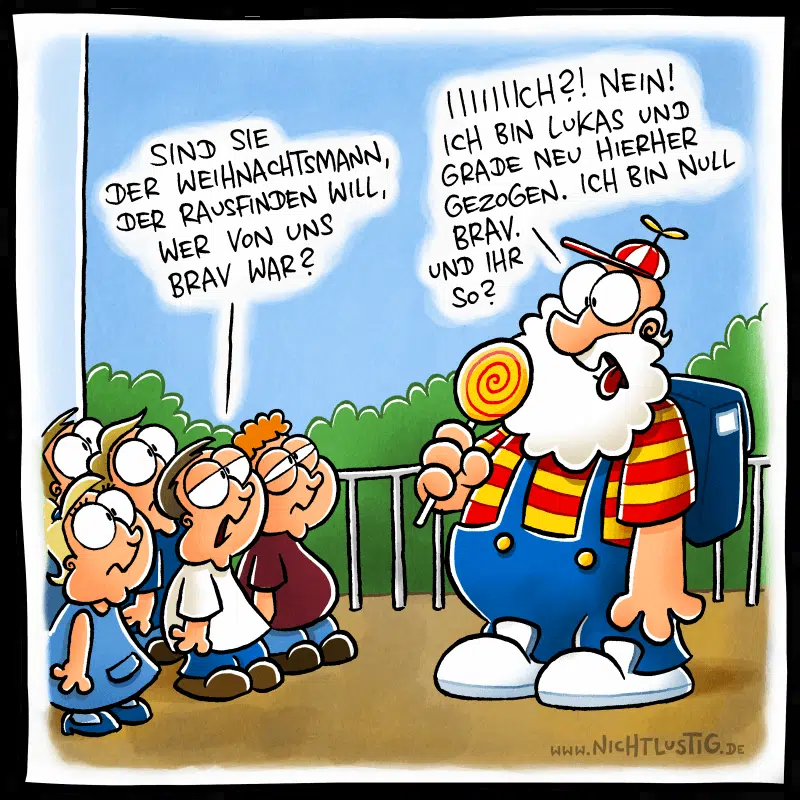 SIND SIE
DER WEIHNACHTSMANN,
DER RAUSFINDEN WILL,
WER VON UNS
BRAV WAR?
IIIIIIICH?! NEIN!
ICH BIN LUKAS UND
GRADE NEU HIERHER
GEZOGEN. ICH BIN NULL
BRAV.
UND IHR
SO?
WWW.NICHTLUSTIG.DE